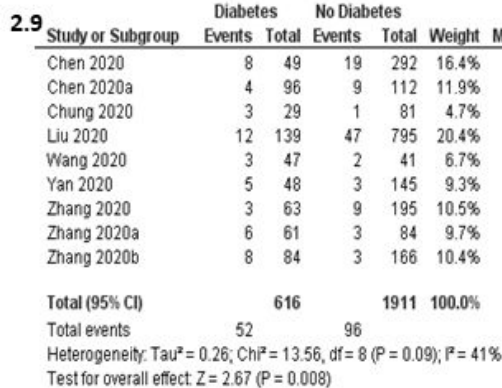 Diabetes No Diabetes
2.9 Study or Subgroup Events Total Events Total Weight M
Chen 2020 8 49 19 292 16.4%
Chen 2020a 4 96 9 112 11.9%
Chung 2020 3 29 1 81 4.7%
Liu 2020 12 139 47 795 20.4%
Wang 2020 3 47 2 41 6.7%
Yan 2020 5 48 3 145 9.3%
Zhang 2020 3 63 9 195 10.5%
Zhang 2020a 6 61 3 84 9.7%
Zhang 2020b 8 84 3 166 10.4%
Total (95% CI) 616 1911 100.0%
Total events 52 96
Heterogeneity: Tau² = 0.26; Chi² = 13.56, df = 8 (P = 0.09); I² = 41%
Test for overall effect: Z = 2.67 (P = 0.008)